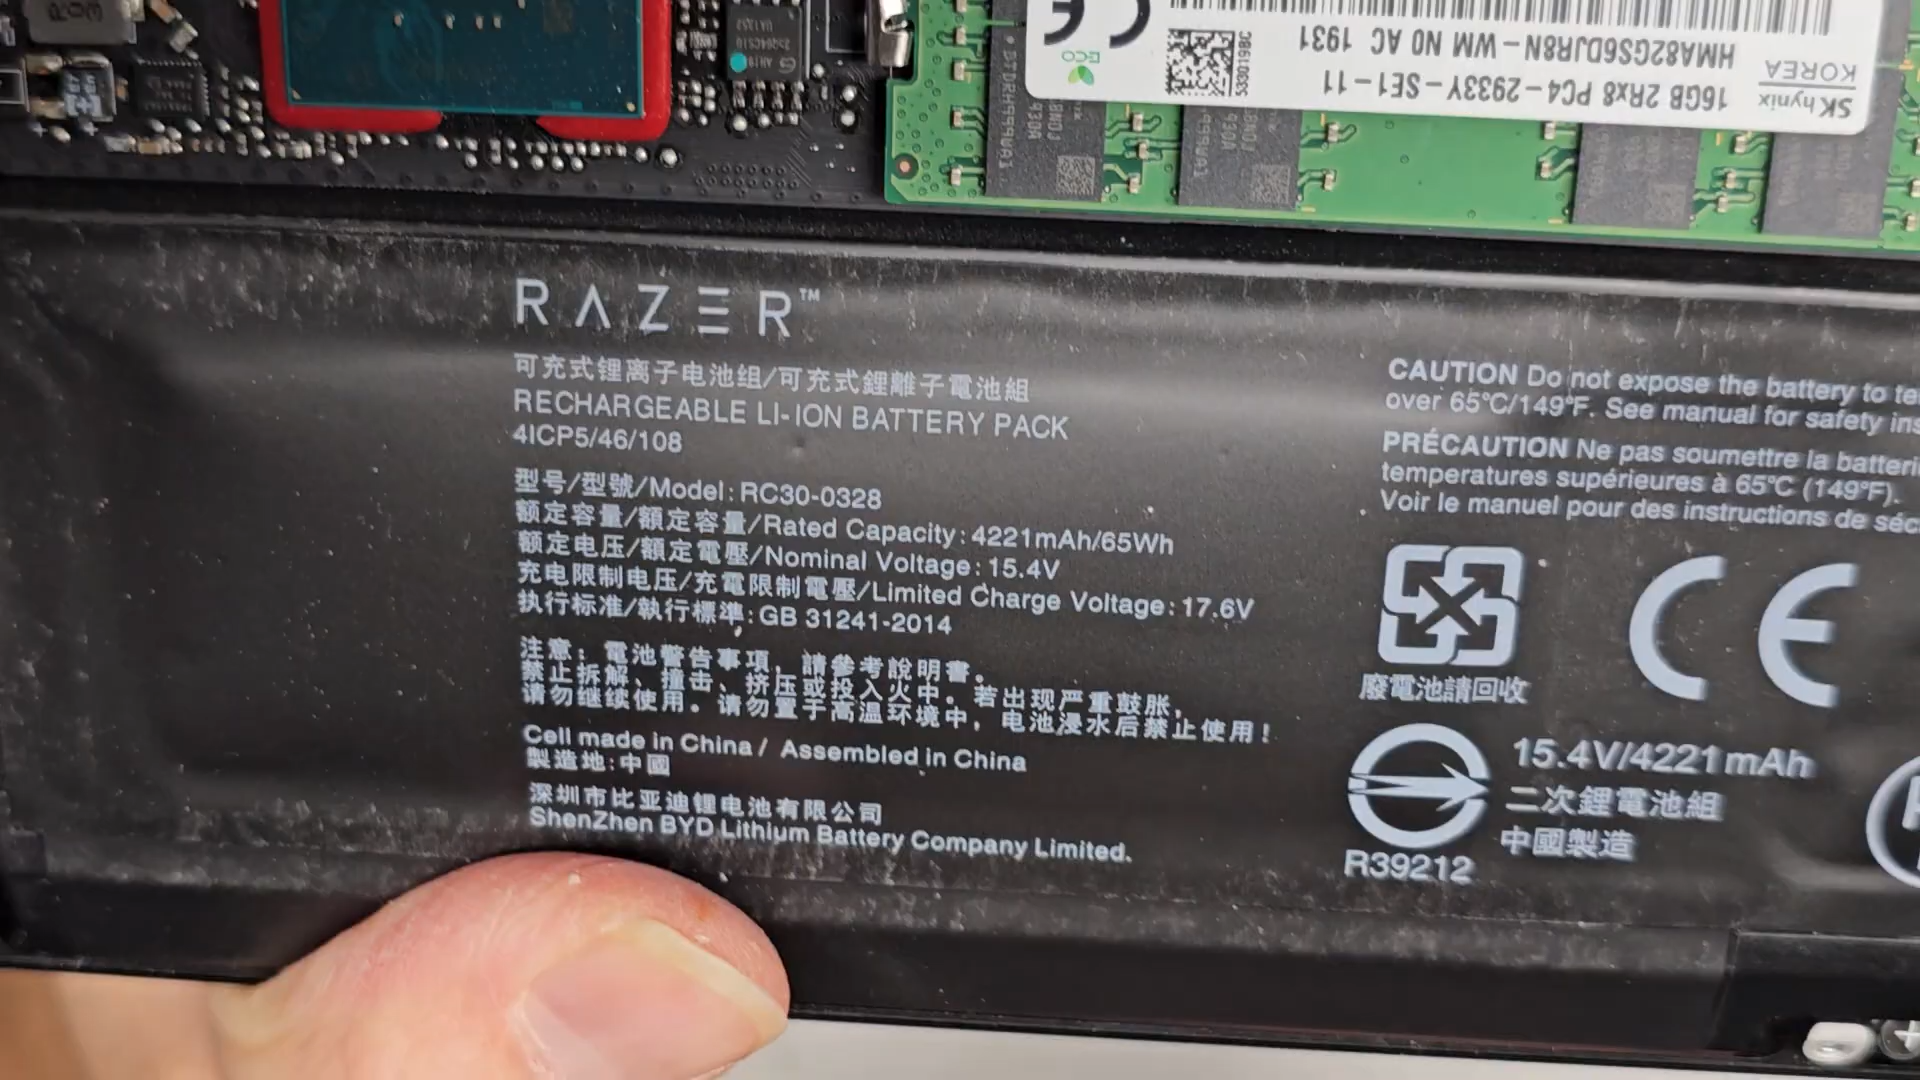 SK hynix
KOREA
16GB 2Rx8 PC4-2933Y-SE1-11
HMA82GS6DJR8N-WM N0 AC 1931
ECO
RAZER™
可充式锂离子电池组/可充式鋰離子電池組
RECHARGEABLE LI-ION BATTERY PACK
4ICP5/46/108
型号/型號/Model: RC30-0328
额定容量/額定容量/Rated Capacity: 4221mAh/65Wh
额定电压/額定電壓/Nominal Voltage: 15.4V
充电限制电压/充電限制電壓/Limited Charge Voltage: 17.6V
执行标准/執行標準: GB 31241-2014
注意：電池警告事項，請參考說明書。
禁止拆解、撞击、挤压或投入火中。若出现严重鼓胀，
请勿继续使用。请勿置于高温环境中，电池浸水后禁止使用！
Cell made in China / Assembled in China
製造地:中國
深圳市比亚迪锂电池有限公司
ShenZhen BYD Lithium Battery Company Limited.
CAUTION Do not expose the battery to
over 65°C/149°F. See manual for safety
PRÉCAUTION Ne pas soumettre la
temperatures supérieures à 65°C (149°F).
Voir le manuel pour des instructions de
廢電池請回收
CE
R39212
15.4V/4221mAh
二次鋰電池組
中國製造